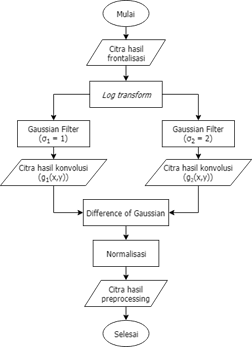 Mulai
Citra hasil
frontalisasi
Log transform
Gaussian Filter
(σ₁ = 1)
Gaussian Filter
(σ₂ = 2)
Citra hasil konvolusi
(g₁(x,y))
Citra hasil konvolusi
(g₂(x,y))
Difference of Gaussian
Normalisasi
Citra hasil
preprocessing
Selesai